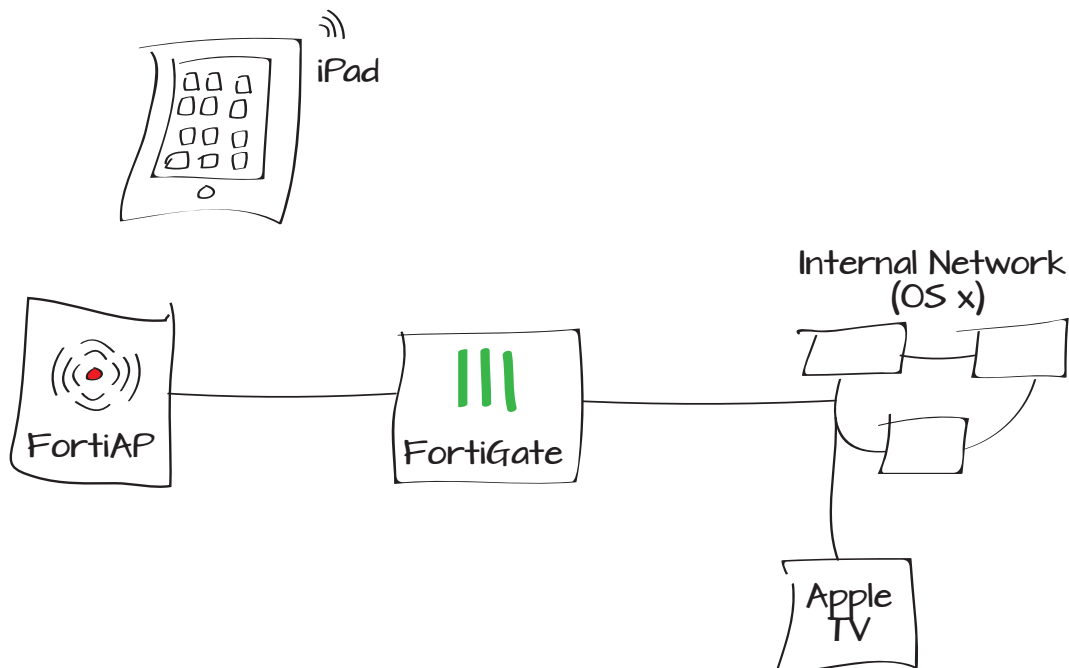 iPad
Internal Network
(OS x)
FortiAP
FortiGate
Apple
TV